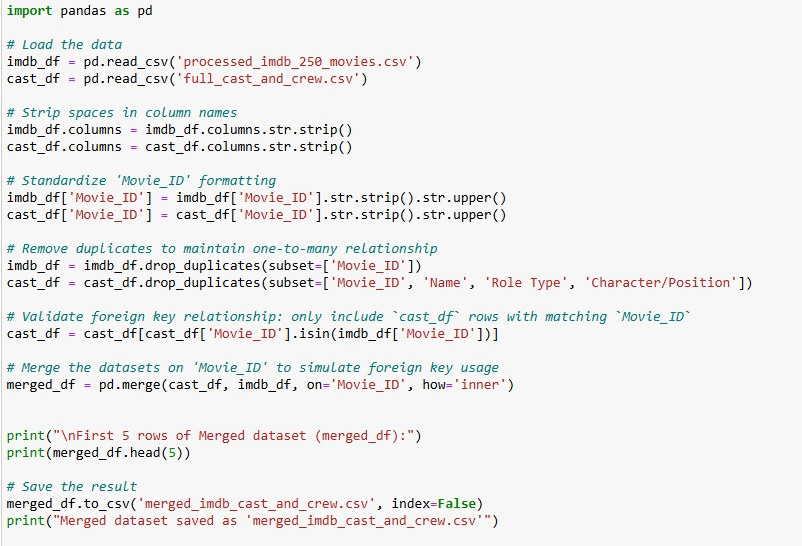 import pandas as pd
# Load the data
imdb_df = pd.read_csv('processed_imdb_250_movies.csv')
cast_df = pd.read_csv('full_cast_and_crew.csv')
# Strip spaces in column names
imdb_df.columns = imdb_df.columns.str.strip()
cast_df.columns = cast_df.columns.str.strip()
# Standardize 'Movie_ID' formatting
imdb_df['Movie_ID'] = imdb_df['Movie_ID'].str.strip().str.upper()
cast_df['Movie_ID'] = cast_df['Movie_ID'].str.strip().str.upper()
# Remove duplicates to maintain one-to-many relationship
imdb_df = imdb_df.drop_duplicates(subset=['Movie_ID'])
cast_df = cast_df.drop_duplicates(subset=['Movie_ID', 'Name', 'Role Type', 'Character/Position'])
# Validate foreign key relationship: only include `cast_df` rows with matching `Movie_ID`
cast_df = cast_df[cast_df['Movie_ID'].isin(imdb_df['Movie_ID'])]
# Merge the datasets on 'Movie_ID' to simulate foreign key usage
merged_df = pd.merge(cast_df, imdb_df, on='Movie_ID', how='inner')
print("\nFirst 5 rows of Merged dataset (merged_df):")
print(merged_df.head(5))
# Save the result
merged_df.to_csv('merged_imdb_cast_and_crew.csv', index=False)
print("Merged dataset saved as 'merged_imdb_cast_and_crew.csv'")